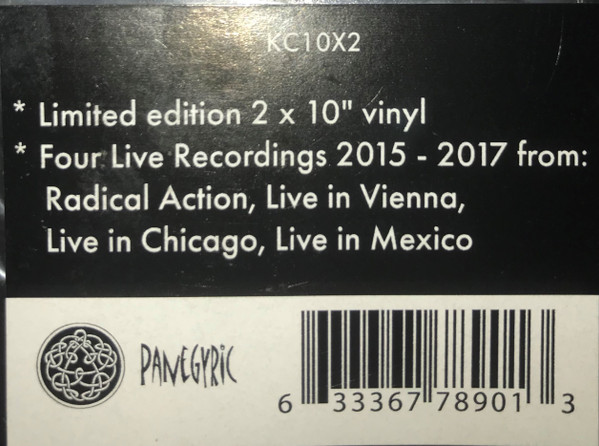 KC10X2
* Limited edition 2 x 10" vinyl
* Four Live Recordings 2015 - 2017 from:
Radical Action, Live in Vienna,
Live in Chicago, Live in Mexico
PANEGYRIC
6 33367 78901 3